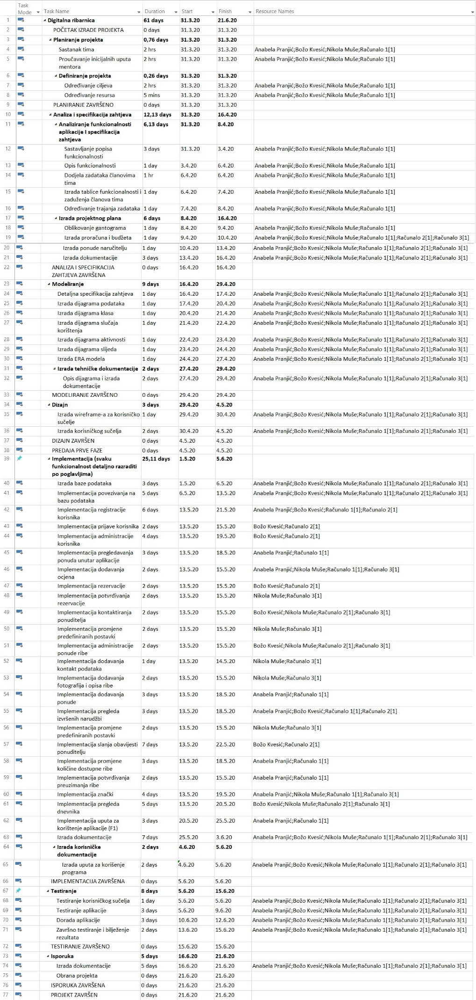 Task Mode Task Name Duration Start Finish Resource Names
1 Digitalna ribarnica 61 days 31.3.20 21.6.20
2 POČETAK IZRADE PROJEKTA 0 days 31.3.20 31.3.20
3 Planiranje projekta 0,76 days 31.3.20 31.3.20
4 Sastanak tima 2 hrs 31.3.20 31.3.20 Anabela Pranjić;Božo Kvesić;Nikola Muše;Računalo 1[1]
5 Proučavanje inicijalnih uputa 2 hrs 31.3.20 31.3.20 Anabela Pranjić;Božo Kvesić;Nikola Muše;Računalo 1[1]
mentora
6 Definiranje projekta 0,26 days 31.3.20 31.3.20
7 Određivanje ciljeva 2 hrs 31.3.20 31.3.20 Anabela Pranjić;Božo Kvesić;Nikola Muše;Računalo 1[1]
8 Određivanje resursa 5 mins 31.3.20 31.3.20 Anabela Pranjić;Božo Kvesić;Nikola Muše;Računalo 1[1]
9 PLANIRANJE ZAVRŠENO 0 days 31.3.20 31.3.20
10 Analiza i specifikacija zahtjeva 12,13 days 31.3.20 16.4.20
11 Analiziranje funkcionalnosti 6,13 days 31.3.20 8.4.20
aplikacije I specifikacija
zahtjeva
12 Sastavljanje popisa 3 days 31.3.20 3.4.20 Anabela Pranjić;Božo Kvesić;Nikola Muše;Računalo 1[1]
funkcionalnosti
13 Opis funkcionalnosti 1 day 3.4.20 6.4.20 Anabela Pranjić;Božo Kvesić;Nikola Muše;Računalo 1[1]
14 Dodjela zadataka članovima 1 hr 6.4.20 6.4.20 Anabela Pranjić;Božo Kvesić;Nikola Muše;Računalo 1[1]
tima
15 Izrada tablice funkcionalnosti i 1 day 6.4.20 7.4.20 Anabela Pranjić;Božo Kvesić;Nikola Muše;Računalo 1[1]
zaduženja članova tima
16 Određivanje trajanja zadataka 1 day 7.4.20 8.4.20 Anabela Pranjić;Božo Kvesić;Nikola Muše;Računalo 1[1]
17 Izrada projektnog plana 6 days 8.4.20 16.4.20
18 Oblikovanje gantograma 1 day 8.4.20 9.4.20 Anabela Pranjić;Božo Kvesić;Nikola Muše;Računalo 1[1]
19 Izrada proračuna i budžeta 1 day 9.4.20 10.4.20 Anabela Pranjić;Božo Kvesić;Nikola Muše;Računalo 1[1];Računalo 2[1];Računalo 3[1]
20 Izrada ponude naručitelju 1 day 10.4.20 13.4.20 Anabela Pranjić;Božo Kvesić;Nikola Muše;Računalo 1[1];Računalo 2[1];Računalo 3[1]
21 Izrada dokumentacije 3 days 13.4.20 16.4.20 Anabela Pranjić;Božo Kvesić;Nikola Muše;Računalo 1[1];Računalo 2[1];Računalo 3[1]
22 ANALIZA I SPECIFIKACIJA 0 days 16.4.20 16.4.20
ZAHTJEVA ZAVRŠENA
23 Modeliranje 9 days 16.4.20 29.4.20
24 Detaljna specifikacija zahtjeva 1 day 16.4.20 17.4.20 Anabela Pranjić;Božo Kvesić;Nikola Muše;Računalo 1[1];Računalo 2[1];Računalo 3[1]
25 Izrada dijagrama podataka 1 day 17.4.20 20.4.20 Anabela Pranjić;Božo Kvesić;Nikola Muše;Računalo 1[1];Računalo 2[1];Računalo 3[1]
26 Izrada dijagrama klasa 1 day 20.4.20 21.4.20 Anabela Pranjić;Božo Kvesić;Nikola Muše;Računalo 1[1];Računalo 2[1];Računalo 3[1]
27 Izrada dijagrama slučaja 1 day 21.4.20 22.4.20 Anabela Pranjić;Božo Kvesić;Nikola Muše;Računalo 1[1];Računalo 2[1];Računalo 3[1]
korištenja
28 Izrada dijagrama aktivnosti 1 day 22.4.20 23.4.20 Anabela Pranjić;Božo Kvesić;Nikola Muše;Računalo 1[1];Računalo 2[1];Računalo 3[1]
29 Izrada dijagrama slijeda 1 day 23.4.20 24.4.20 Anabela Pranjić;Božo Kvesić;Nikola Muše;Računalo 1[1];Računalo 2[1];Računalo 3[1]
30 Izrada ERA modela 1 day 24.4.20 27.4.20 Anabela Pranjić;Božo Kvesić;Nikola Muše;Računalo 1[1];Računalo 2[1];Računalo 3[1]
31 Izrada tehničke dokumentacije 2 days 27.4.20 29.4.20
32 Opis dijagrama i izrada 2 days 27.4.20 29.4.20 Anabela Pranjić;Božo Kvesić;Nikola Muše;Računalo 1[1];Računalo 2[1];Računalo 3[1]
dokumentacije
33 MODELIRANJE ZAVRŠENO 0 days 29.4.20 29.4.20
34 Dizajn 3 days 29.4.20 4.5.20
35 Izrada wireframe-a za korisničko 1 day 29.4.20 30.4.20 Anabela Pranjić;Božo Kvesić;Nikola Muše;Računalo 1[1];Računalo 2[1];Računalo 3[1]
sučelje
36 Izrada korisničkog sučelja 2 days 30.4.20 4.5.20 Anabela Pranjić;Božo Kvesić;Nikola Muše;Računalo 1[1];Računalo 2[1];Računalo 3[1]
37 DIZAJN ZAVRŠEN 0 days 4.5.20 4.5.20
38 PREDAJA PRVE FAZE 0 days 4.5.20 4.5.20
39 Implementacija (svaku 25,11 days 1.5.20 5.6.20
funkcionalnost detaljno razraditi
po poglavljima)
40 Izrada baze podataka 3 days 1.5.20 6.5.20 Anabela Pranjić;Božo Kvesić;Nikola Muše;Računalo 1[1];Računalo 2[1];Računalo 3[1]
41 Implementacija povezivanja na 5 days 6.5.20 13.5.20 Anabela Pranjić;Božo Kvesić;Nikola Muše;Računalo 1[1];Računalo 2[1];Računalo 3[1]
bazu podataka
42 Implementacija registracije 6 days 13.5.20 21.5.20 Anabela Pranjić;Božo Kvesić;Računalo 1[1];Računalo 2[1]
korisnika
43 Implementacija prijave korisnika 2 days 13.5.20 15.5.20 Božo Kvesić;Računalo 2[1]
44 Implementacija administracije 4 days 13.5.20 19.5.20 Božo Kvesić;Računalo 2[1]
korisnika
45 Implementacija pregledavanja 3 days 13.5.20 18.5.20 Anabela Pranjić;Računalo 1[1]
ponuda unutar aplikacije
46 Implementacija dodavanja 2 days 13.5.20 15.5.20 Anabela Pranjić;Nikola Muše;Računalo 1[1];Računalo 3[1]
ocjena
47 Implementacija rezervacije 2 days 13.5.20 15.5.20 Božo Kvesić;Računalo 2[1]
48 Implementacija potvrđivanja 2 days 13.5.20 15.5.20 Nikola Muše;Računalo 3[1]
rezervacije
49 Implementacija kontaktiranja 2 days 13.5.20 15.5.20 Božo Kvesić;Nikola Muše;Računalo 2[1];Računalo 3[1]
ponuditelja
50 Implementacija promjene 2 days 13.5.20 15.5.20 Nikola Muše;Računalo 3[1]
predefiniranih postavki
51 Implementacija administracije 2 days 13.5.20 15.5.20 Božo Kvesić;Nikola Muše;Računalo 2[1];Računalo 3[1]
ponude ribe
52 Implementacija dodavanja 1 day 13.5.20 14.5.20 Nikola Muše;Računalo 3[1]
kontakt podataka
53 Implementacija dodavanja 2 days 13.5.20 15.5.20 Nikola Muše;Računalo 3[1]
fotografija i opisa ribe
54 Implementacija dodavanja 3 days 13.5.20 18.5.20 Anabela Pranjić;Računalo 1[1]
ponude
55 Implementacija pregleda 3 days 13.5.20 18.5.20 Anabela Pranjić;Božo Kvesić;Računalo 1[1];Računalo 2[1]
izvršenih narudžbi
56 Implementacija promjene 2 days 13.5.20 15.5.20 Nikola Muše;Računalo 3[1]
predefiniranih postavki
57 Implementacija slanja obavijesti 7 days 13.5.20 22.5.20 Božo Kvesić;Računalo 2[1]
ponuditelju
58 Implementacija promjene 3 days 13.5.20 18.5.20 Anabela Pranjić;Računalo 1[1]
količine dostupne ribe
59 Implementacija potvrđivanja 2 days 13.5.20 15.5.20 Anabela Pranjić;Računalo 1[1]
preuzimanja ribe
60 Implementacija znački 4 days 13.5.20 19.5.20 Anabela Pranjić;Nikola Muše;Računalo 1[1];Računalo 3[1]
61 Implementacija pregleda 5 days 13.5.20 20.5.20 Božo Kvesić;Nikola Muše;Računalo 2[1];Računalo 3[1]
dnevnika
62 Implementacija uputa za 3 days 20.5.20 25.5.20 Anabela Pranjić;Računalo 1[1]
korištenje aplikacije (F1)
63 Izrada dokumentacije 7 days 25.5.20 3.6.20 Anabela Pranjić;Božo Kvesić;Nikola Muše;Računalo 1[1];Računalo 2[1];Računalo 3[1]
64 Izrada korisničke 2 days 4.6.20 5.6.20
dokumentacije
65 Izrada uputa za korišenje 2 days 4.6.20 5.6.20 Anabela Pranjić;Božo Kvesić;Nikola Muše;Računalo 1[1];Računalo 2[1];Računalo 3[1]
programa
66 IMPLEMENTACIJA ZAVRŠENA 0 days 5.6.20 5.6.20
67 Testiranje 8 days 5.6.20 15.6.20
68 Testiranje korisničkog sučelja 1 day 5.6.20 5.6.20 Anabela Pranjić;Božo Kvesić;Nikola Muše;Računalo 1[1];Računalo 2[1];Računalo 3[1]
69 Testiranje aplikacije 3 days 5.6.20 9.6.20 Anabela Pranjić;Božo Kvesić;Nikola Muše;Računalo 1[1];Računalo 2[1];Računalo 3[1]
70 Dorada aplikacije 3 days 10.6.20 12.6.20 Anabela Pranjić;Božo Kvesić;Nikola Muše;Računalo 1[1];Računalo 2[1];Računalo 3[1]
71 Završno testiranje i bilježenje 2 days 13.6.20 15.6.20 Anabela Pranjić;Božo Kvesić;Nikola Muše;Računalo 1[1];Računalo 2[1];Računalo 3[1]
rezultata
72 TESTIRANJE ZAVRŠENO 0 days 15.6.20 15.6.20
73 Isporuka 5 days 16.6.20 21.6.20
74 Izrada dokumentacije 5 days 16.6.20 21.6.20 Anabela Pranjić;Božo Kvesić;Nikola Muše;Računalo 1[1];Računalo 2[1];Računalo 3[1]
75 Obrana projekta 0 days 21.6.20 21.6.20
76 ISPORUKA ZAVRŠENA 0 days 21.6.20 21.6.20
77 PROJEKT ZAVRŠEN 0 days 21.6.20 21.6.20